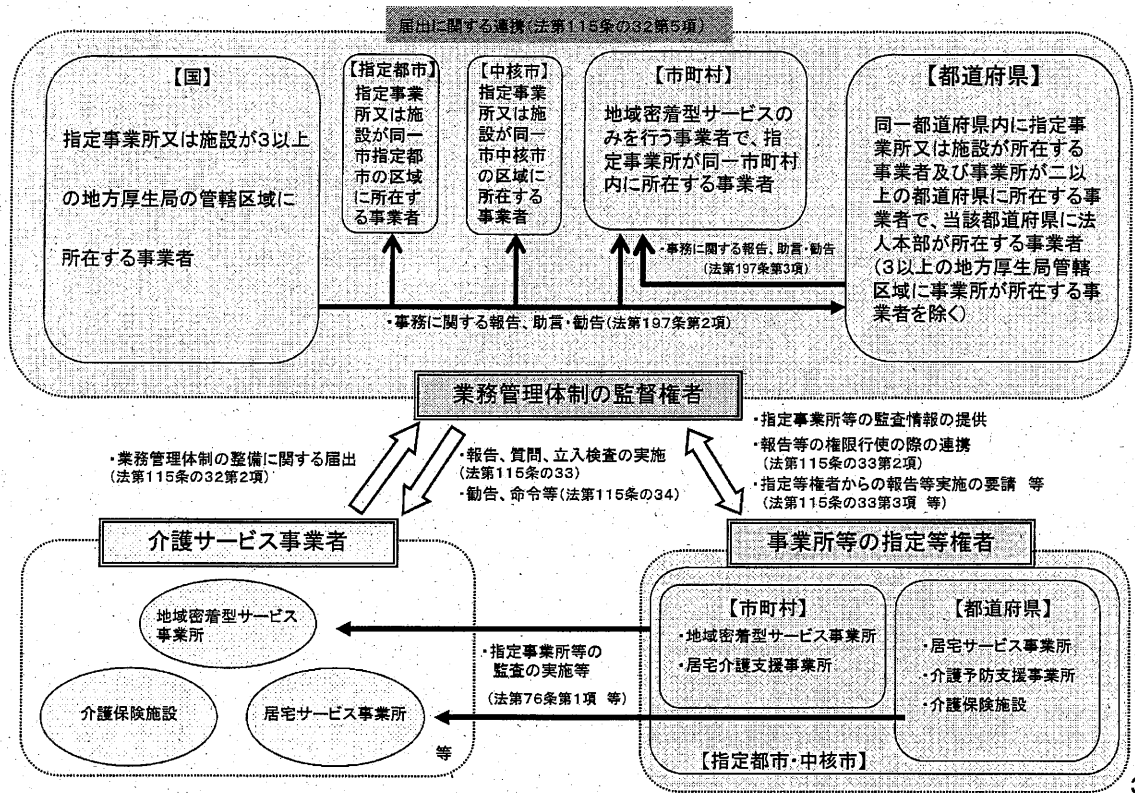 届出に関する連携(法第115条の32第5項)
【国】
指定事業所又は施設が3以上
の地方厚生局の管轄区域に
所在する事業者
【指定都市】
指定事業
所又は施
設が同一
市指定都
市の区域
に所在す
る事業者
【中核市】
指定事業
所又は施
設が同一
市中核市
の区域に
所在する
事業者
【市町村】
地域密着型サービスの
みを行う事業者で、指
定事業所が同一市町村
内に所在する事業者
【都道府県】
同一都道府県内に指定事
業所又は施設が所在する
事業者及び事業所が二以
上の都道府県に所在する事
業者で、当該都道府県に法
人本部が所在する事業者
(3以上の地方厚生局管轄
区域に事業所が所在する事
業者を除く)
・事務に関する報告、助言・勧告
(法第197条第3項)
・事務に関する報告、助言・勧告(法第197条第2項)
業務管理体制の監督権者
・業務管理体制の整備に関する届出
(法第115条の32第2項)
・報告、質問、立入検査の実施
(法第115条の33)
・勧告、命令等(法第115条の34)
・指定事業所等の監査情報の提供
・報告等の権限行使の際の連携
(法第115条の33第2項)
・指定等権者からの報告等実施の要請 等
(法第115条の33第3項 等)
介護サービス事業者
地域密着型サービス
事業所
介護保険施設
居宅サービス事業所
等
・指定事業所等の
監査の実施等
(法第76条第1項 等)
事業所等の指定等権者
【市町村】
・地域密着型サービス事業所
・居宅介護支援事業所
【都道府県】
・居宅サービス事業所
・介護予防支援事業所
・介護保険施設
【指定都市・中核市】
3